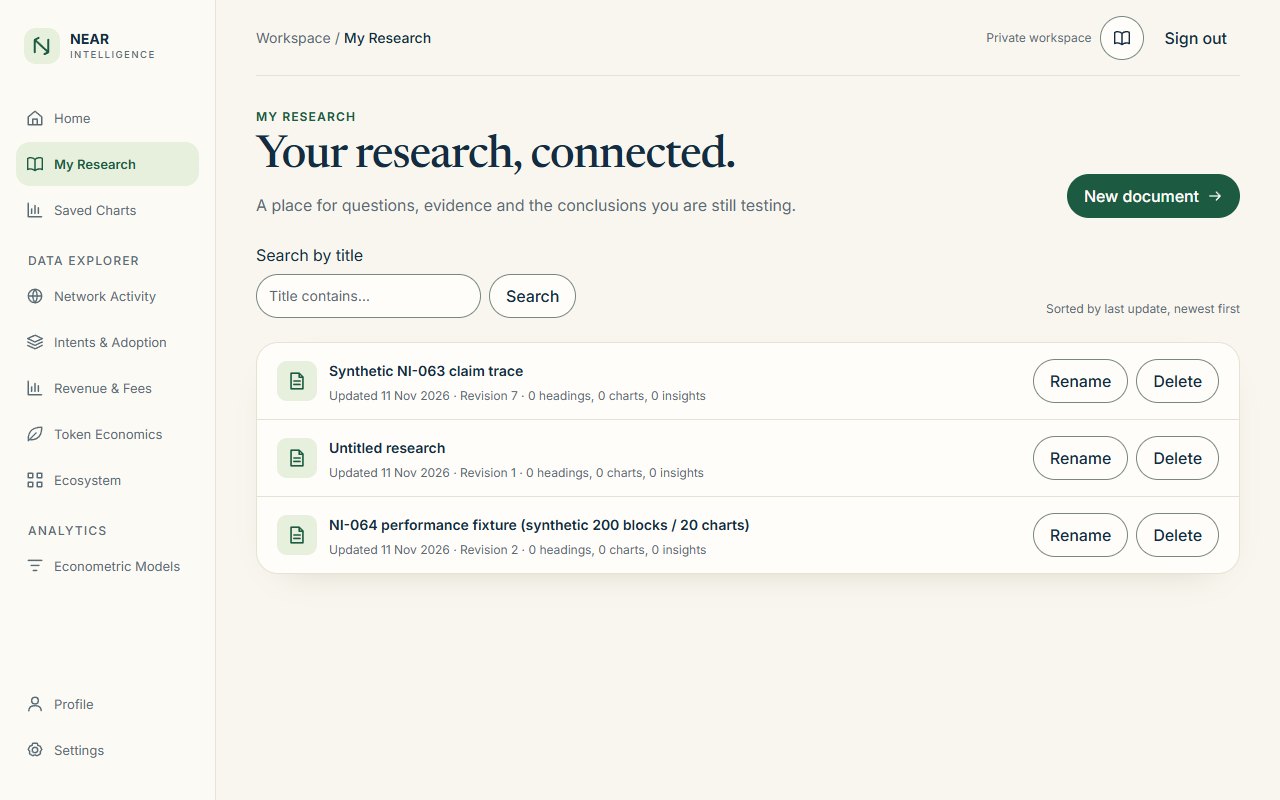 NEAR
INTELLIGENCE
Home
My Research
Saved Charts
DATA EXPLORER
Network Activity
Intents & Adoption
Revenue & Fees
Token Economics
Ecosystem
ANALYTICS
Econometric Models
Profile
Settings
Workspace / My Research
Private workspace
Sign out
MY RESEARCH
Your research, connected.
A place for questions, evidence and the conclusions you are still testing.
New document →
Search by title
Title contains...
Search
Sorted by last update, newest first
Synthetic NI-063 claim trace
Updated 11 Nov 2026 · Revision 7 · 0 headings, 0 charts, 0 insights
Rename
Delete
Untitled research
Updated 11 Nov 2026 · Revision 1 · 0 headings, 0 charts, 0 insights
Rename
Delete
NI-064 performance fixture (synthetic 200 blocks / 20 charts)
Updated 11 Nov 2026 · Revision 2 · 0 headings, 0 charts, 0 insights
Rename
Delete